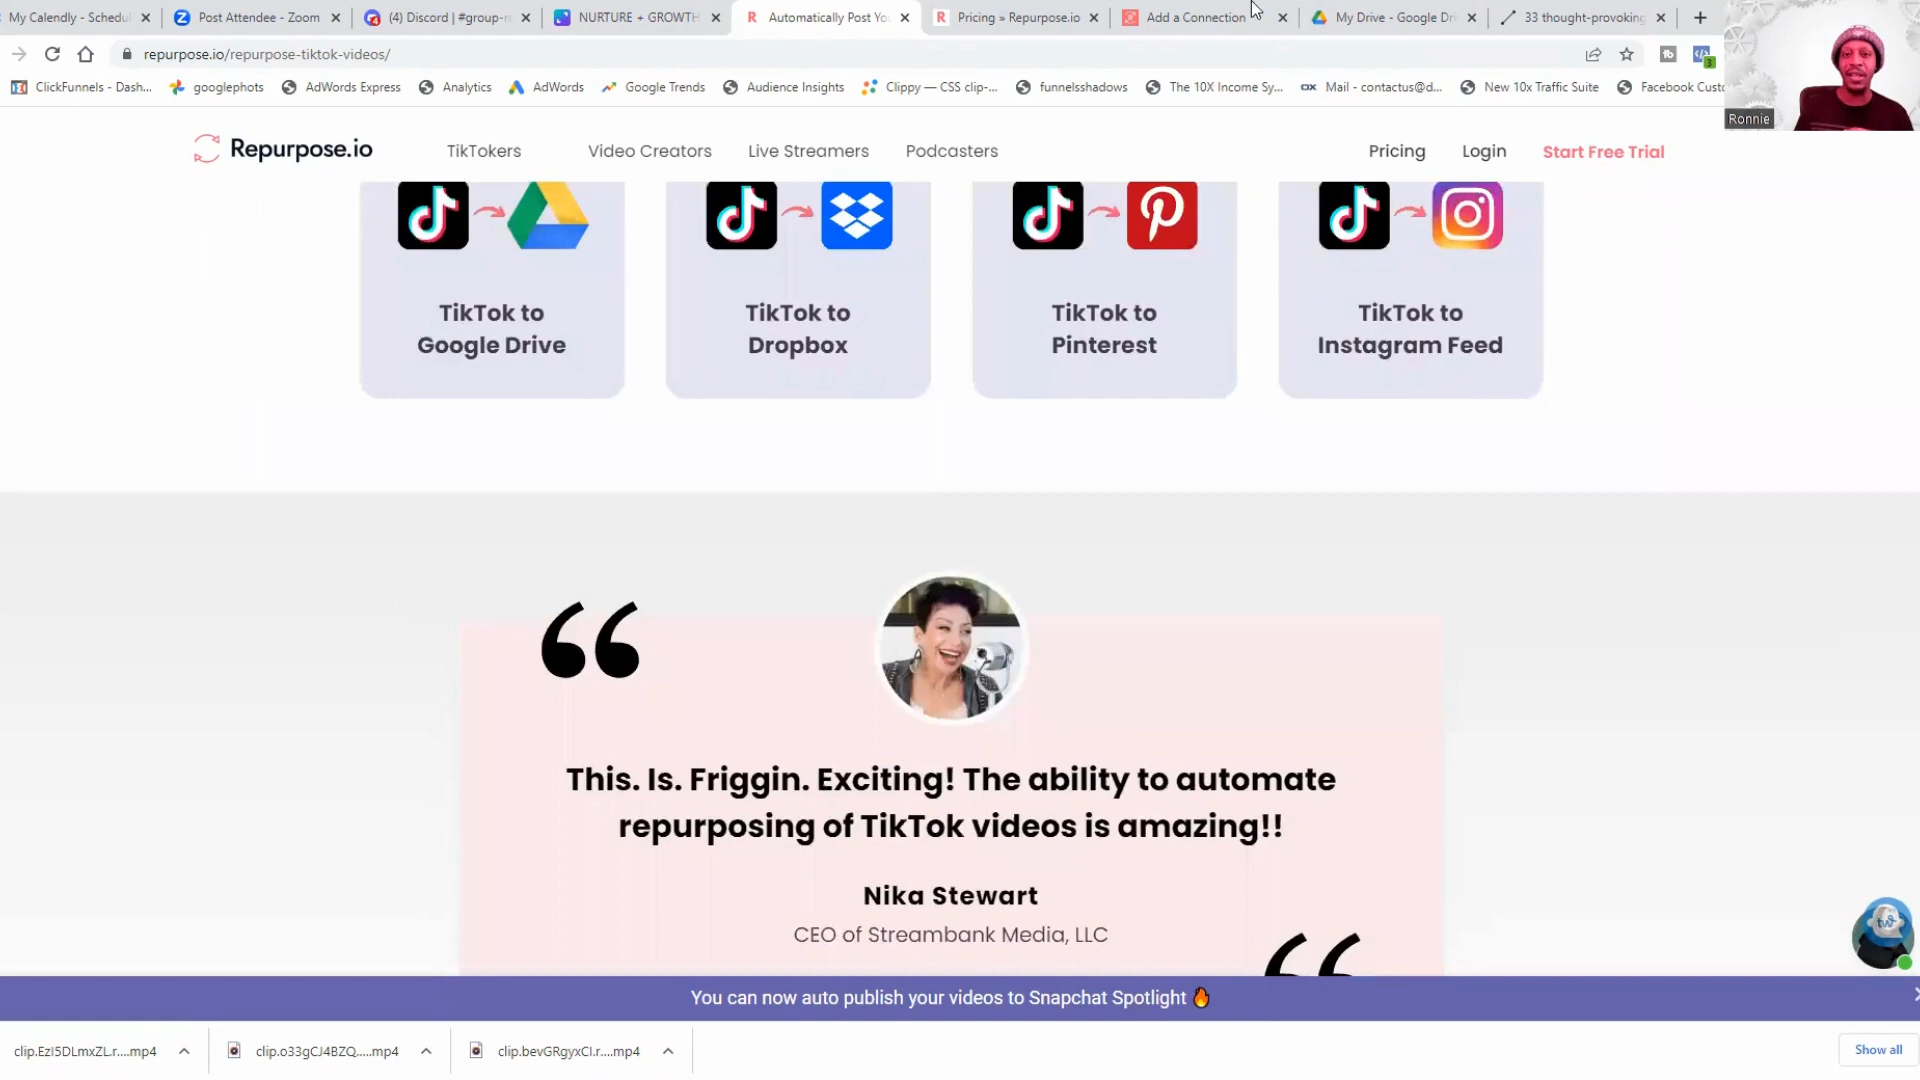 My Calendly - Schedul
Post Attendee - Zoom
(4) Discord | #group-r
NURTURE + GROWTH
Automatically Post Yo
Pricing » Repurpose.io
Add a Connection
My Drive - Google Dri
33 thought-provoking
repurpose.io/repurpose-tiktok-videos/
3
ClickFunnels - Dash...
googlephots
AdWords Express
Analytics
AdWords
Google Trends
Audience Insights
Clippy — CSS clip-...
funnelsshadows
The 10X Income Sy...
Mail - contactus@d...
New 10x Traffic Suite
Facebook Custo
Ronnie
Repurpose.io
TikTokers
Video Creators
Live Streamers
Podcasters
Pricing
Login
Start Free Trial
TikTok to
Google Drive
TikTok to
Dropbox
TikTok to
Pinterest
TikTok to
Instagram Feed
“
This. Is. Friggin. Exciting! The ability to automate
repurposing of TikTok videos is amazing!!
Nika Stewart
CEO of Streambank Media, LLC
You can now auto publish your videos to Snapchat Spotlight 🔥
clip.EzI5DLmxZL.r....mp4
clip.o33gCJ4BZQ.....mp4
clip.bevGRgyxCI.r....mp4
Show all